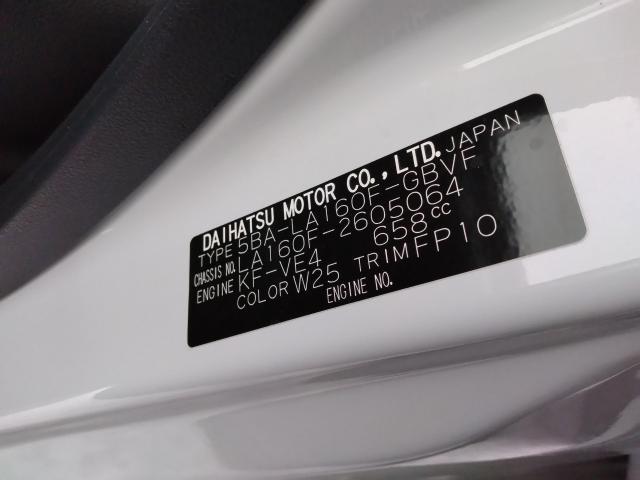 DAIHATSU MOTOR CO.,LTD.JAPAN
TYPE 5BA-LA160F-GBVF
CHASSIS NO. LA160F-2605064
ENGINE KF-VE4 658cc
COLOR W25 TRIM FP10
ENGINE NO.